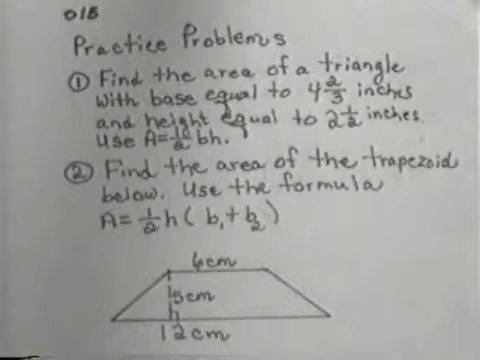 018
Practice Problems
① Find the area of a triangle
with base equal to 4 2/3 inches
and height equal to 2 1/2 inches.
Use A= 1/2 bh.
② Find the area of the trapezoid
below. Use the formula
A= 1/2 h ( b₁ + b₂ )
6cm
5cm
h
12cm